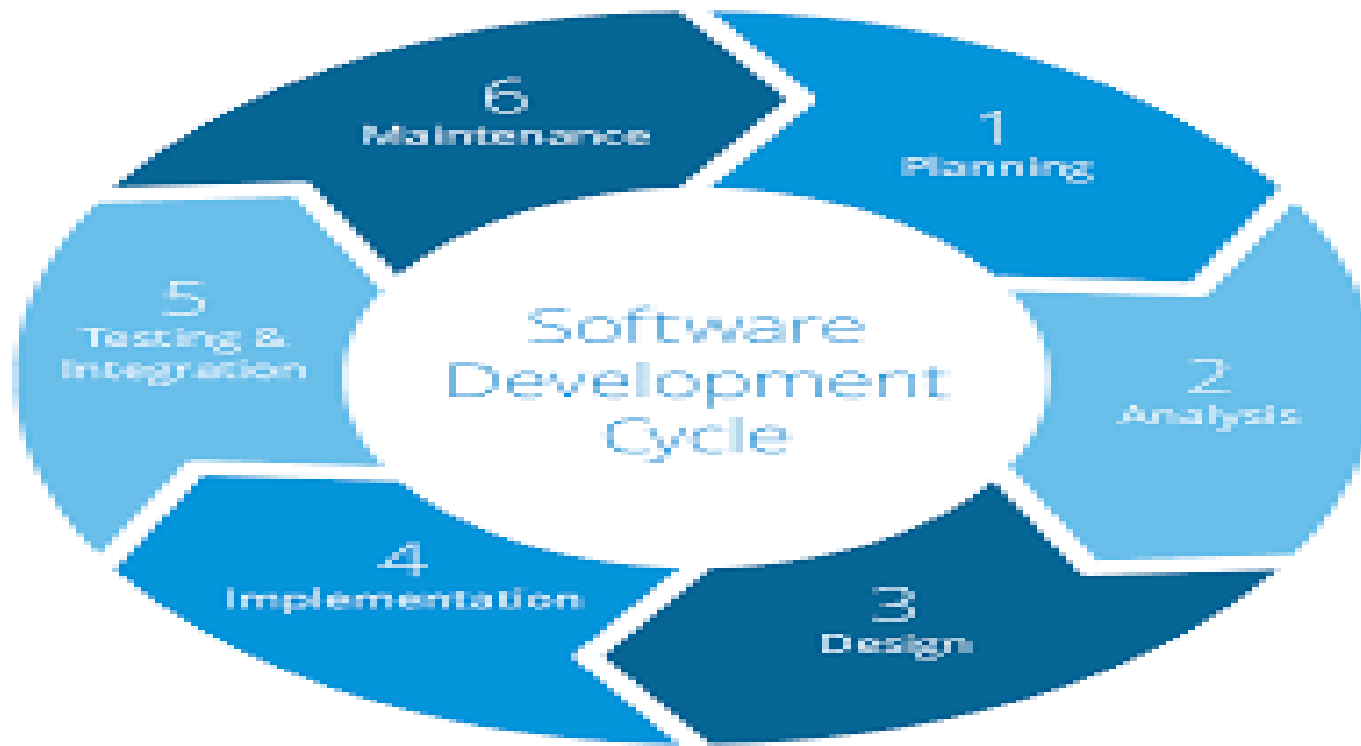 Software
Development
Cycle
1
Planning
2
Analysis
3
Design
4
Implementation
5
Testing &
Integration
6
Maintenance